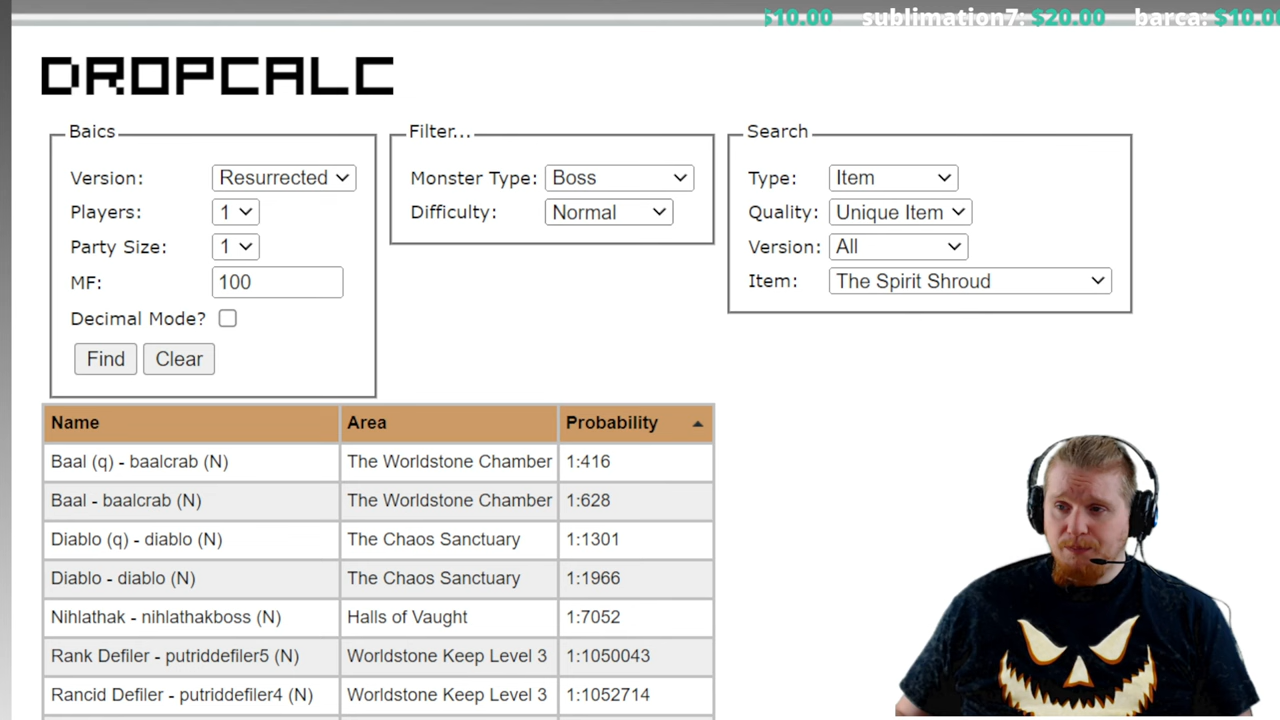 $10.00 sublimation7: $20.00 barca: $10.00
DROPCALC
Baics
Version: Resurrected
Players: 1
Party Size: 1
MF: 100
Decimal Mode?
Find Clear
Filter...
Monster Type: Boss
Difficulty: Normal
Search
Type: Item
Quality: Unique Item
Version: All
Item: The Spirit Shroud
Name Area Probability
Baal (q) - baalcrab (N) The Worldstone Chamber 1:416
Baal - baalcrab (N) The Worldstone Chamber 1:628
Diablo (q) - diablo (N) The Chaos Sanctuary 1:1301
Diablo - diablo (N) The Chaos Sanctuary 1:1966
Nihlathak - nihlathakboss (N) Halls of Vaught 1:7052
Rank Defiler - putriddefiler5 (N) Worldstone Keep Level 3 1:1050043
Rancid Defiler - putriddefiler4 (N) Worldstone Keep Level 3 1:1052714